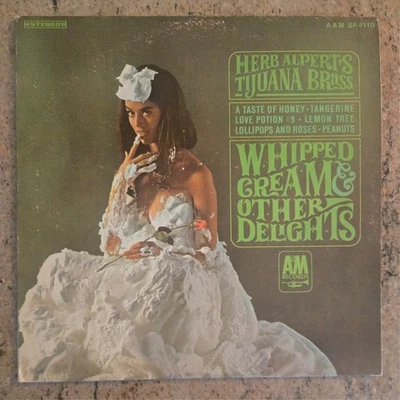 STEREO
A&M SP 4110
HERB ALPERT'S
TIJUANA BRASS
A TASTE OF HONEY • TANGERINE
LOVE POTION #9 • LEMON TREE
LOLLIPOPS AND ROSES • PEANUTS
WHIPPED
CREAM &
OTHER
DELIGHTS
A&M
RECORDS